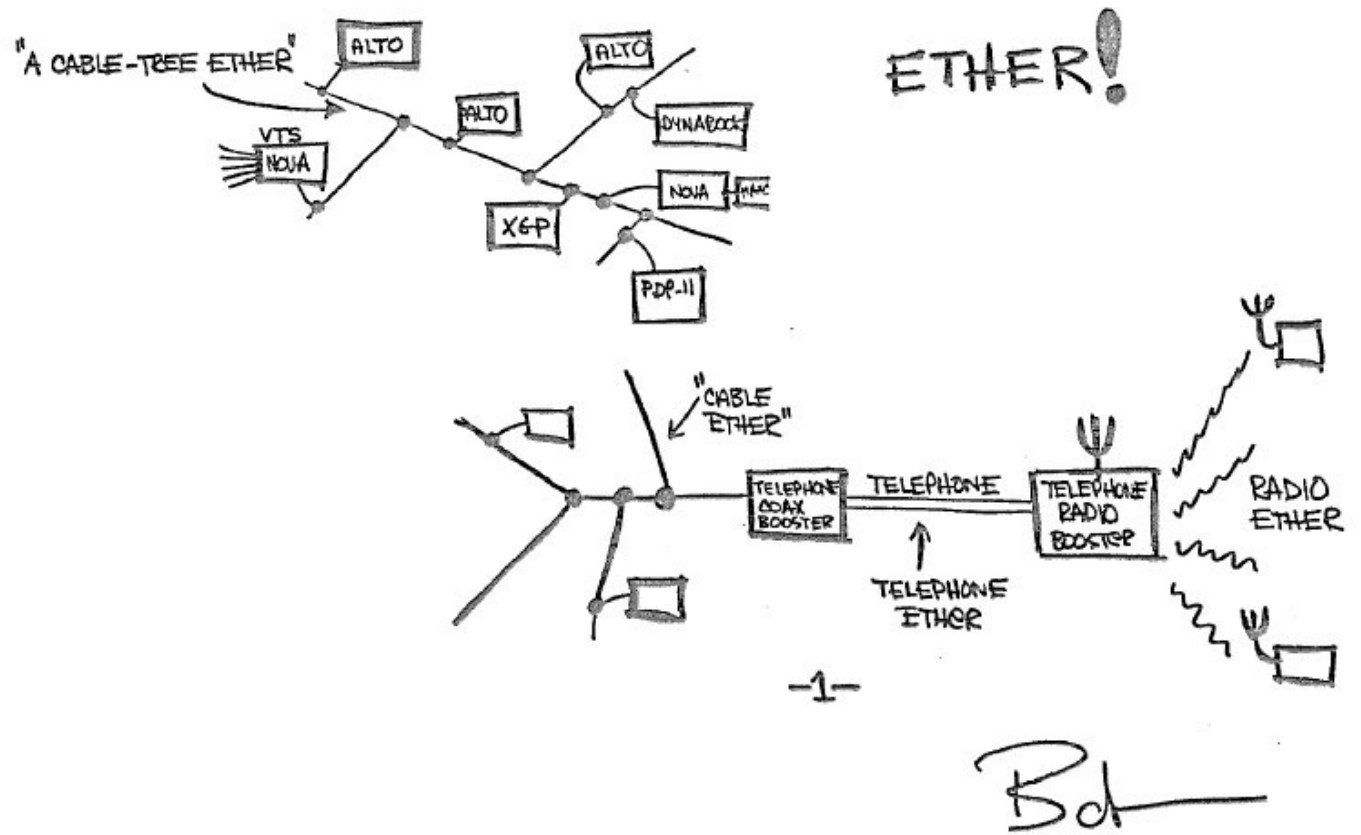 "A CABLE-TREE ETHER"
ALTO
ALTO
ETHER!
ALTO
DYNABOOK
VTS
NOVA
NOVA
XGP
PDP-11
"CABLE
ETHER"
TELEPHONE
COAX
BOOSTER
TELEPHONE
TELEPHONE
RADIO
BOOSTER
RADIO
ETHER
TELEPHONE
ETHER
-1-